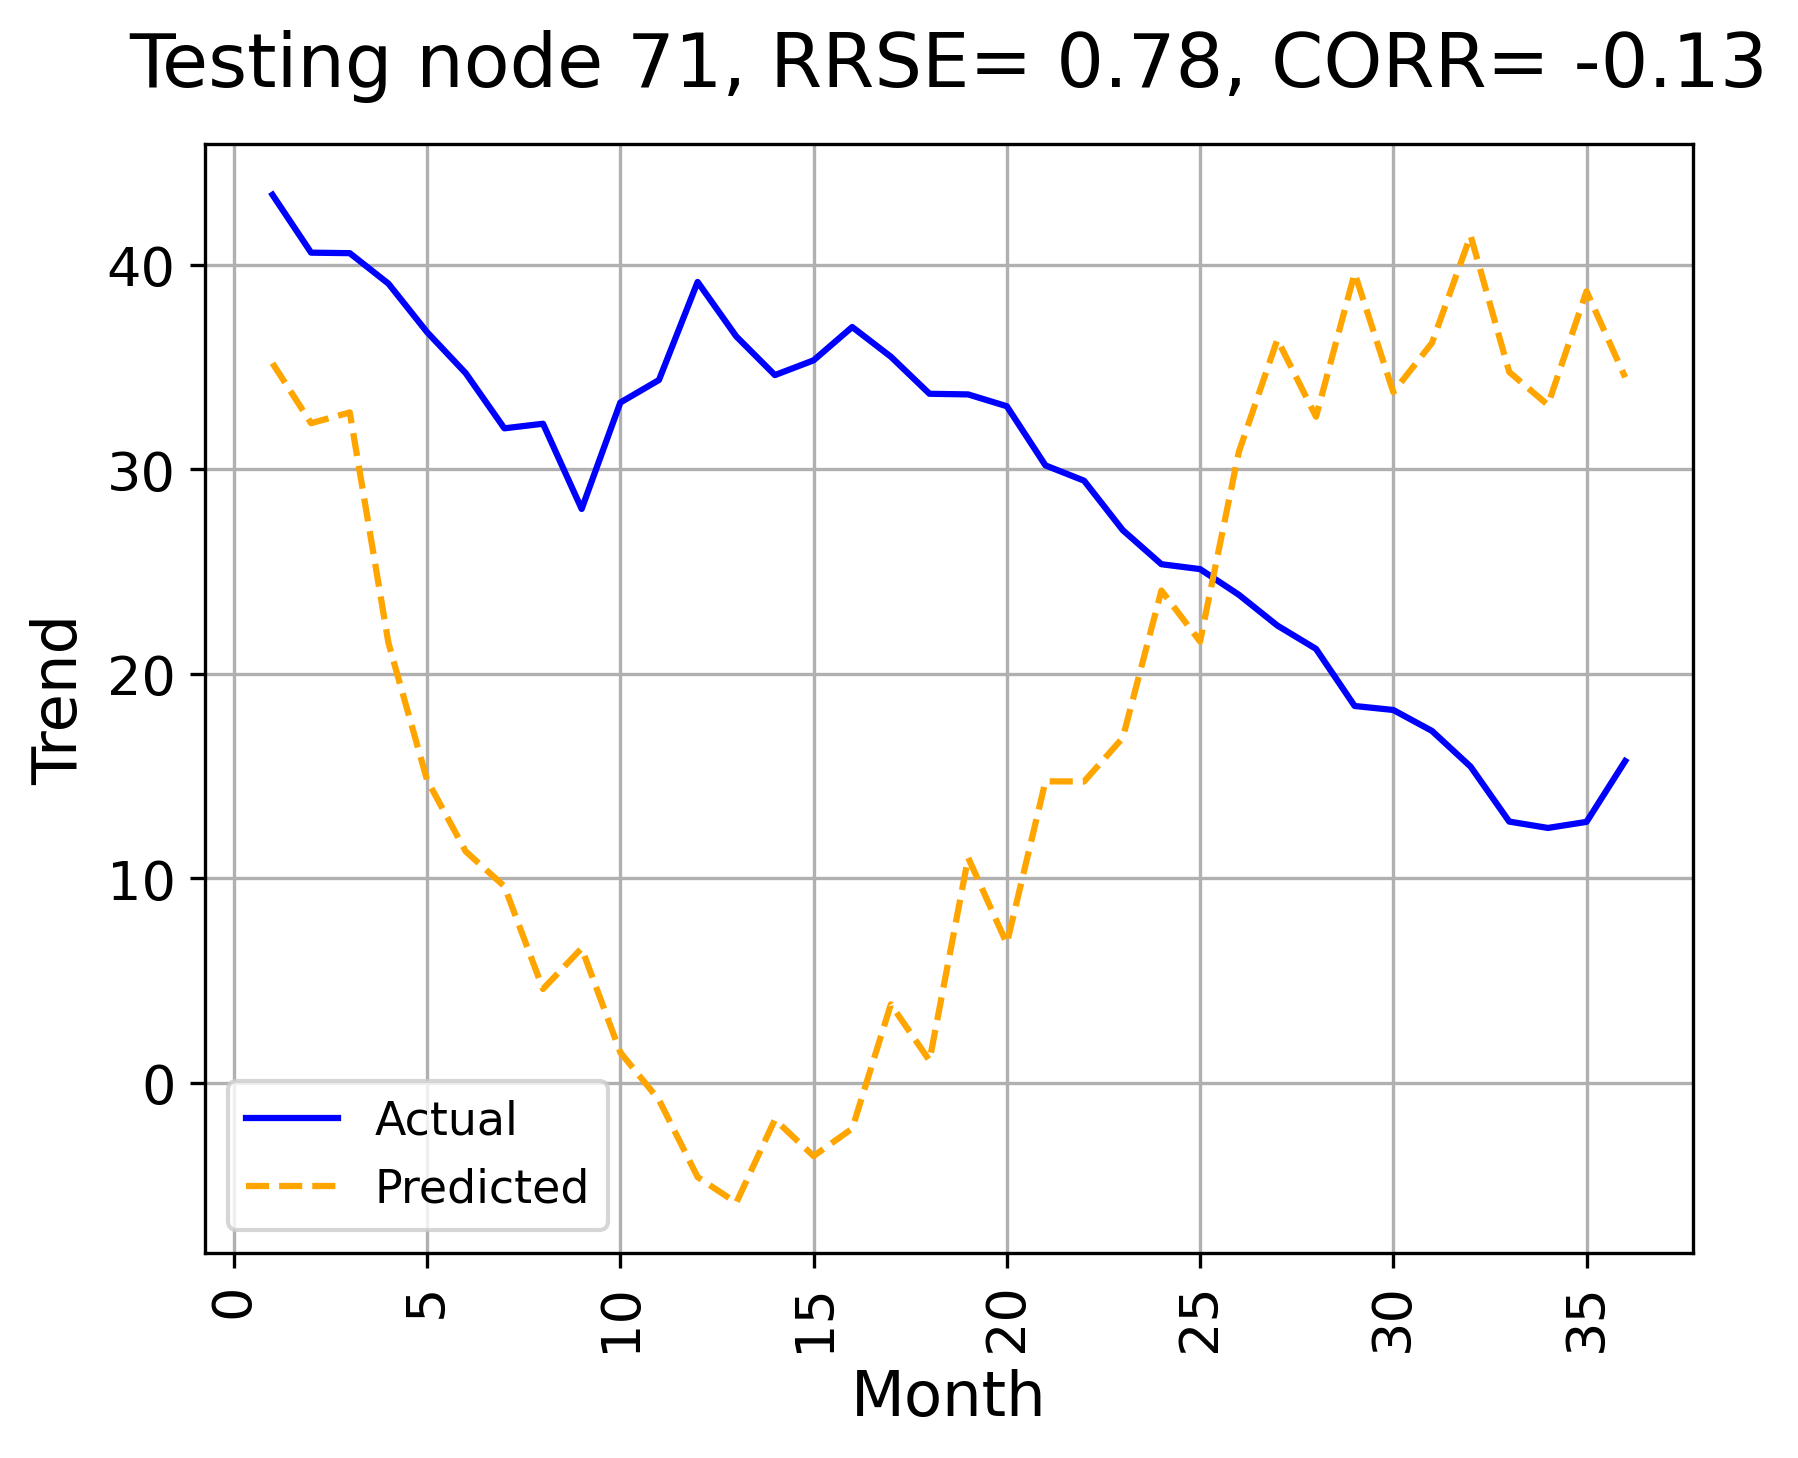 Testing node 71, RRSE= 0.78, CORR= -0.13
Trend
40
30
20
10
0
Actual
Predicted
0
5
10
15
20
25
30
35
Month